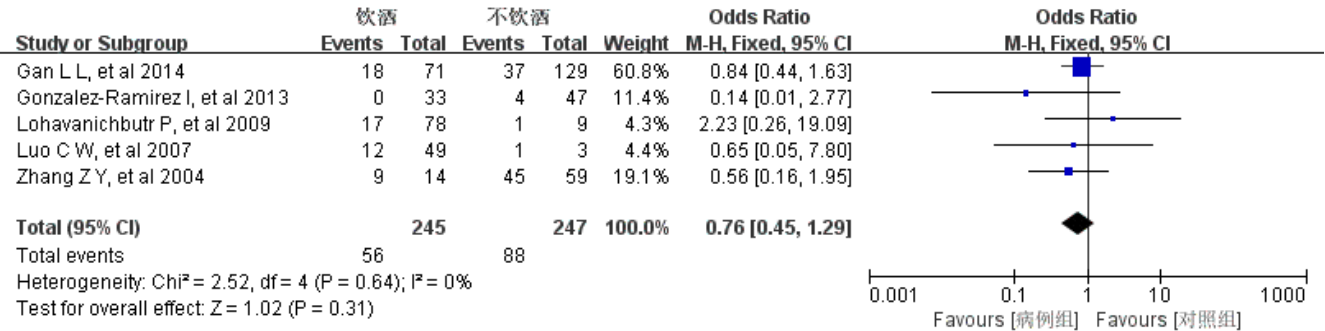 饮酒 不饮酒 Odds Ratio Odds Ratio
Study or Subgroup Events Total Events Total Weight M-H, Fixed, 95% CI M-H, Fixed, 95% CI
Gan L L, et al 2014 18 71 37 129 60.8% 0.84 [0.44, 1.63]
Gonzalez-Ramirez I, et al 2013 0 33 4 47 11.4% 0.14 [0.01, 2.77]
Lohavanichbutr P, et al 2009 17 78 1 9 4.3% 2.23 [0.26, 19.09]
Luo C W, et al 2007 12 49 1 3 4.4% 0.65 [0.05, 7.80]
Zhang Z Y, et al 2004 9 14 45 59 19.1% 0.56 [0.16, 1.95]
Total (95% CI) 245 247 100.0% 0.76 [0.45, 1.29]
Total events 56 88
Heterogeneity: Chi² = 2.52, df = 4 (P = 0.64); I² = 0%
Test for overall effect: Z = 1.02 (P = 0.31)
0.001 0.1 1 10 1000
Favours [病例组] Favours [对照组]